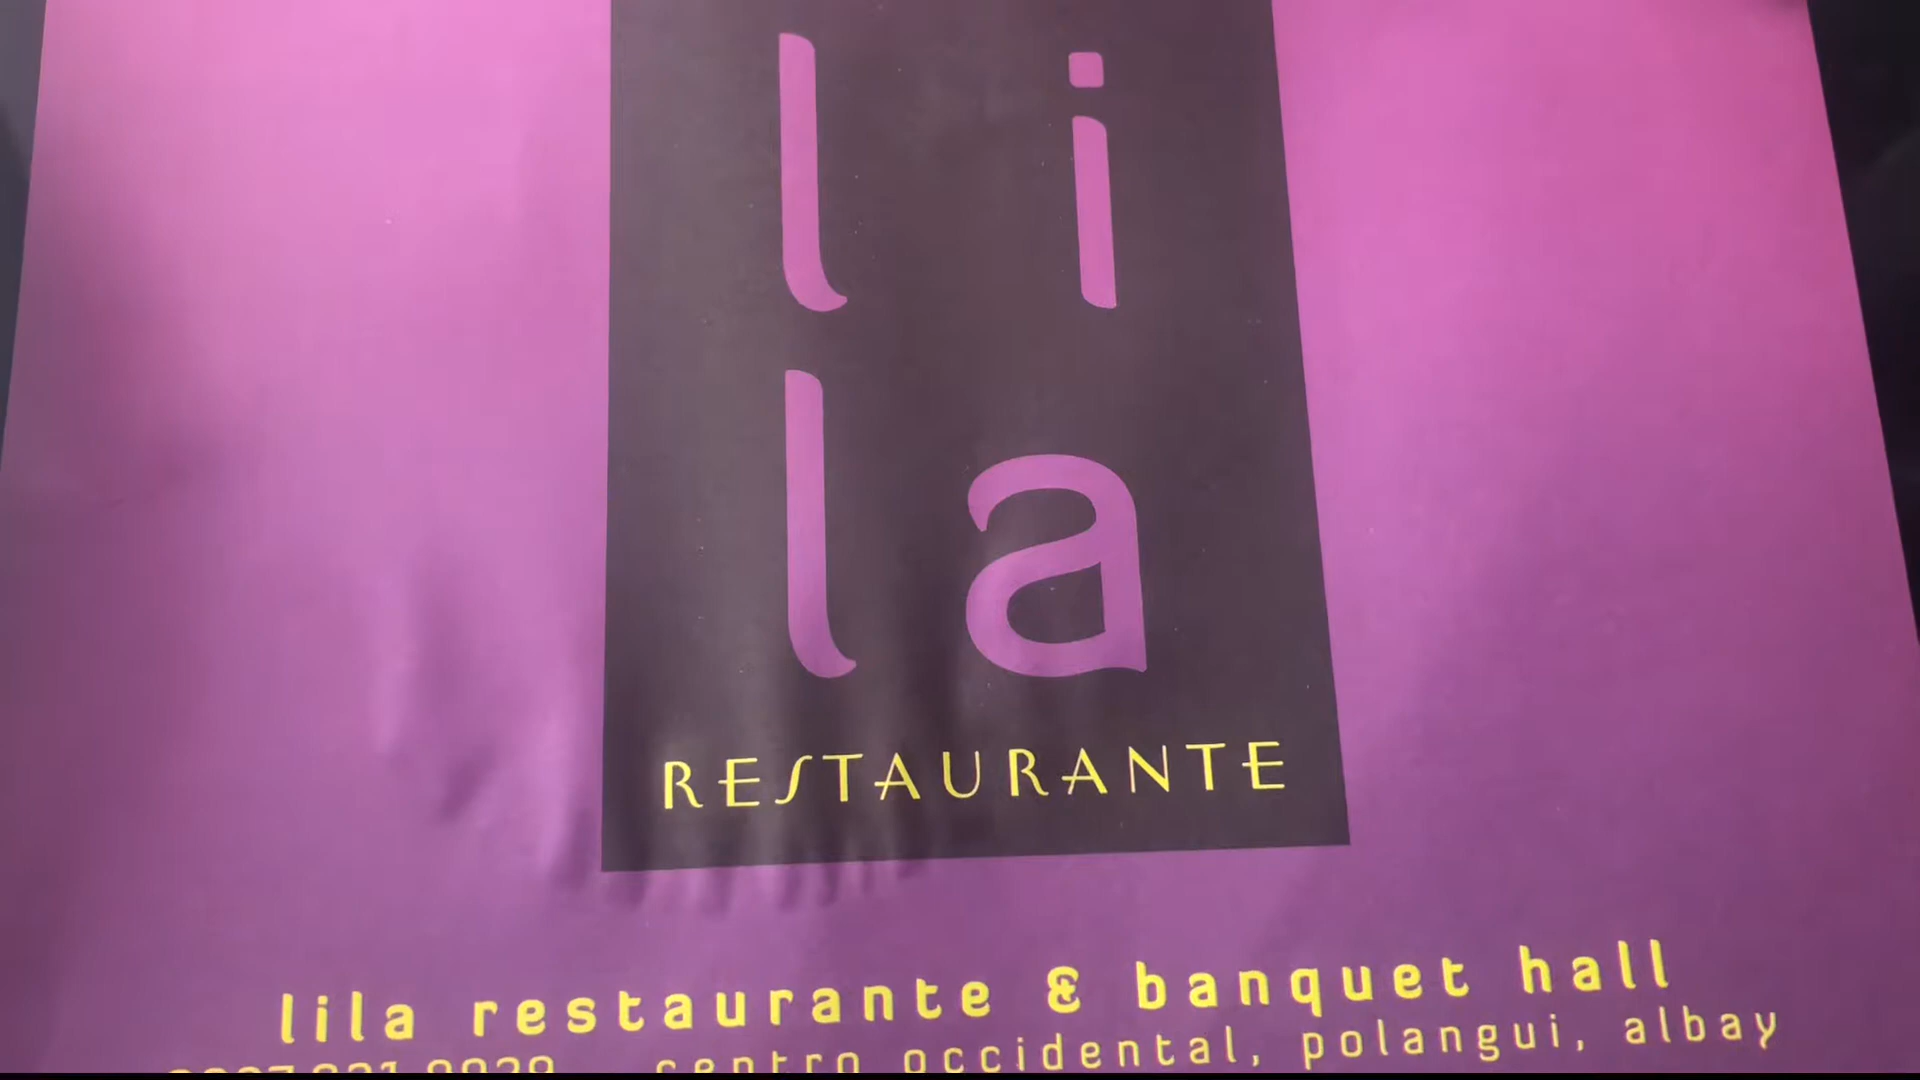 li
la
RESTAURANTE
lila restaurante & banquet hall
centro occidental, polangui, albay